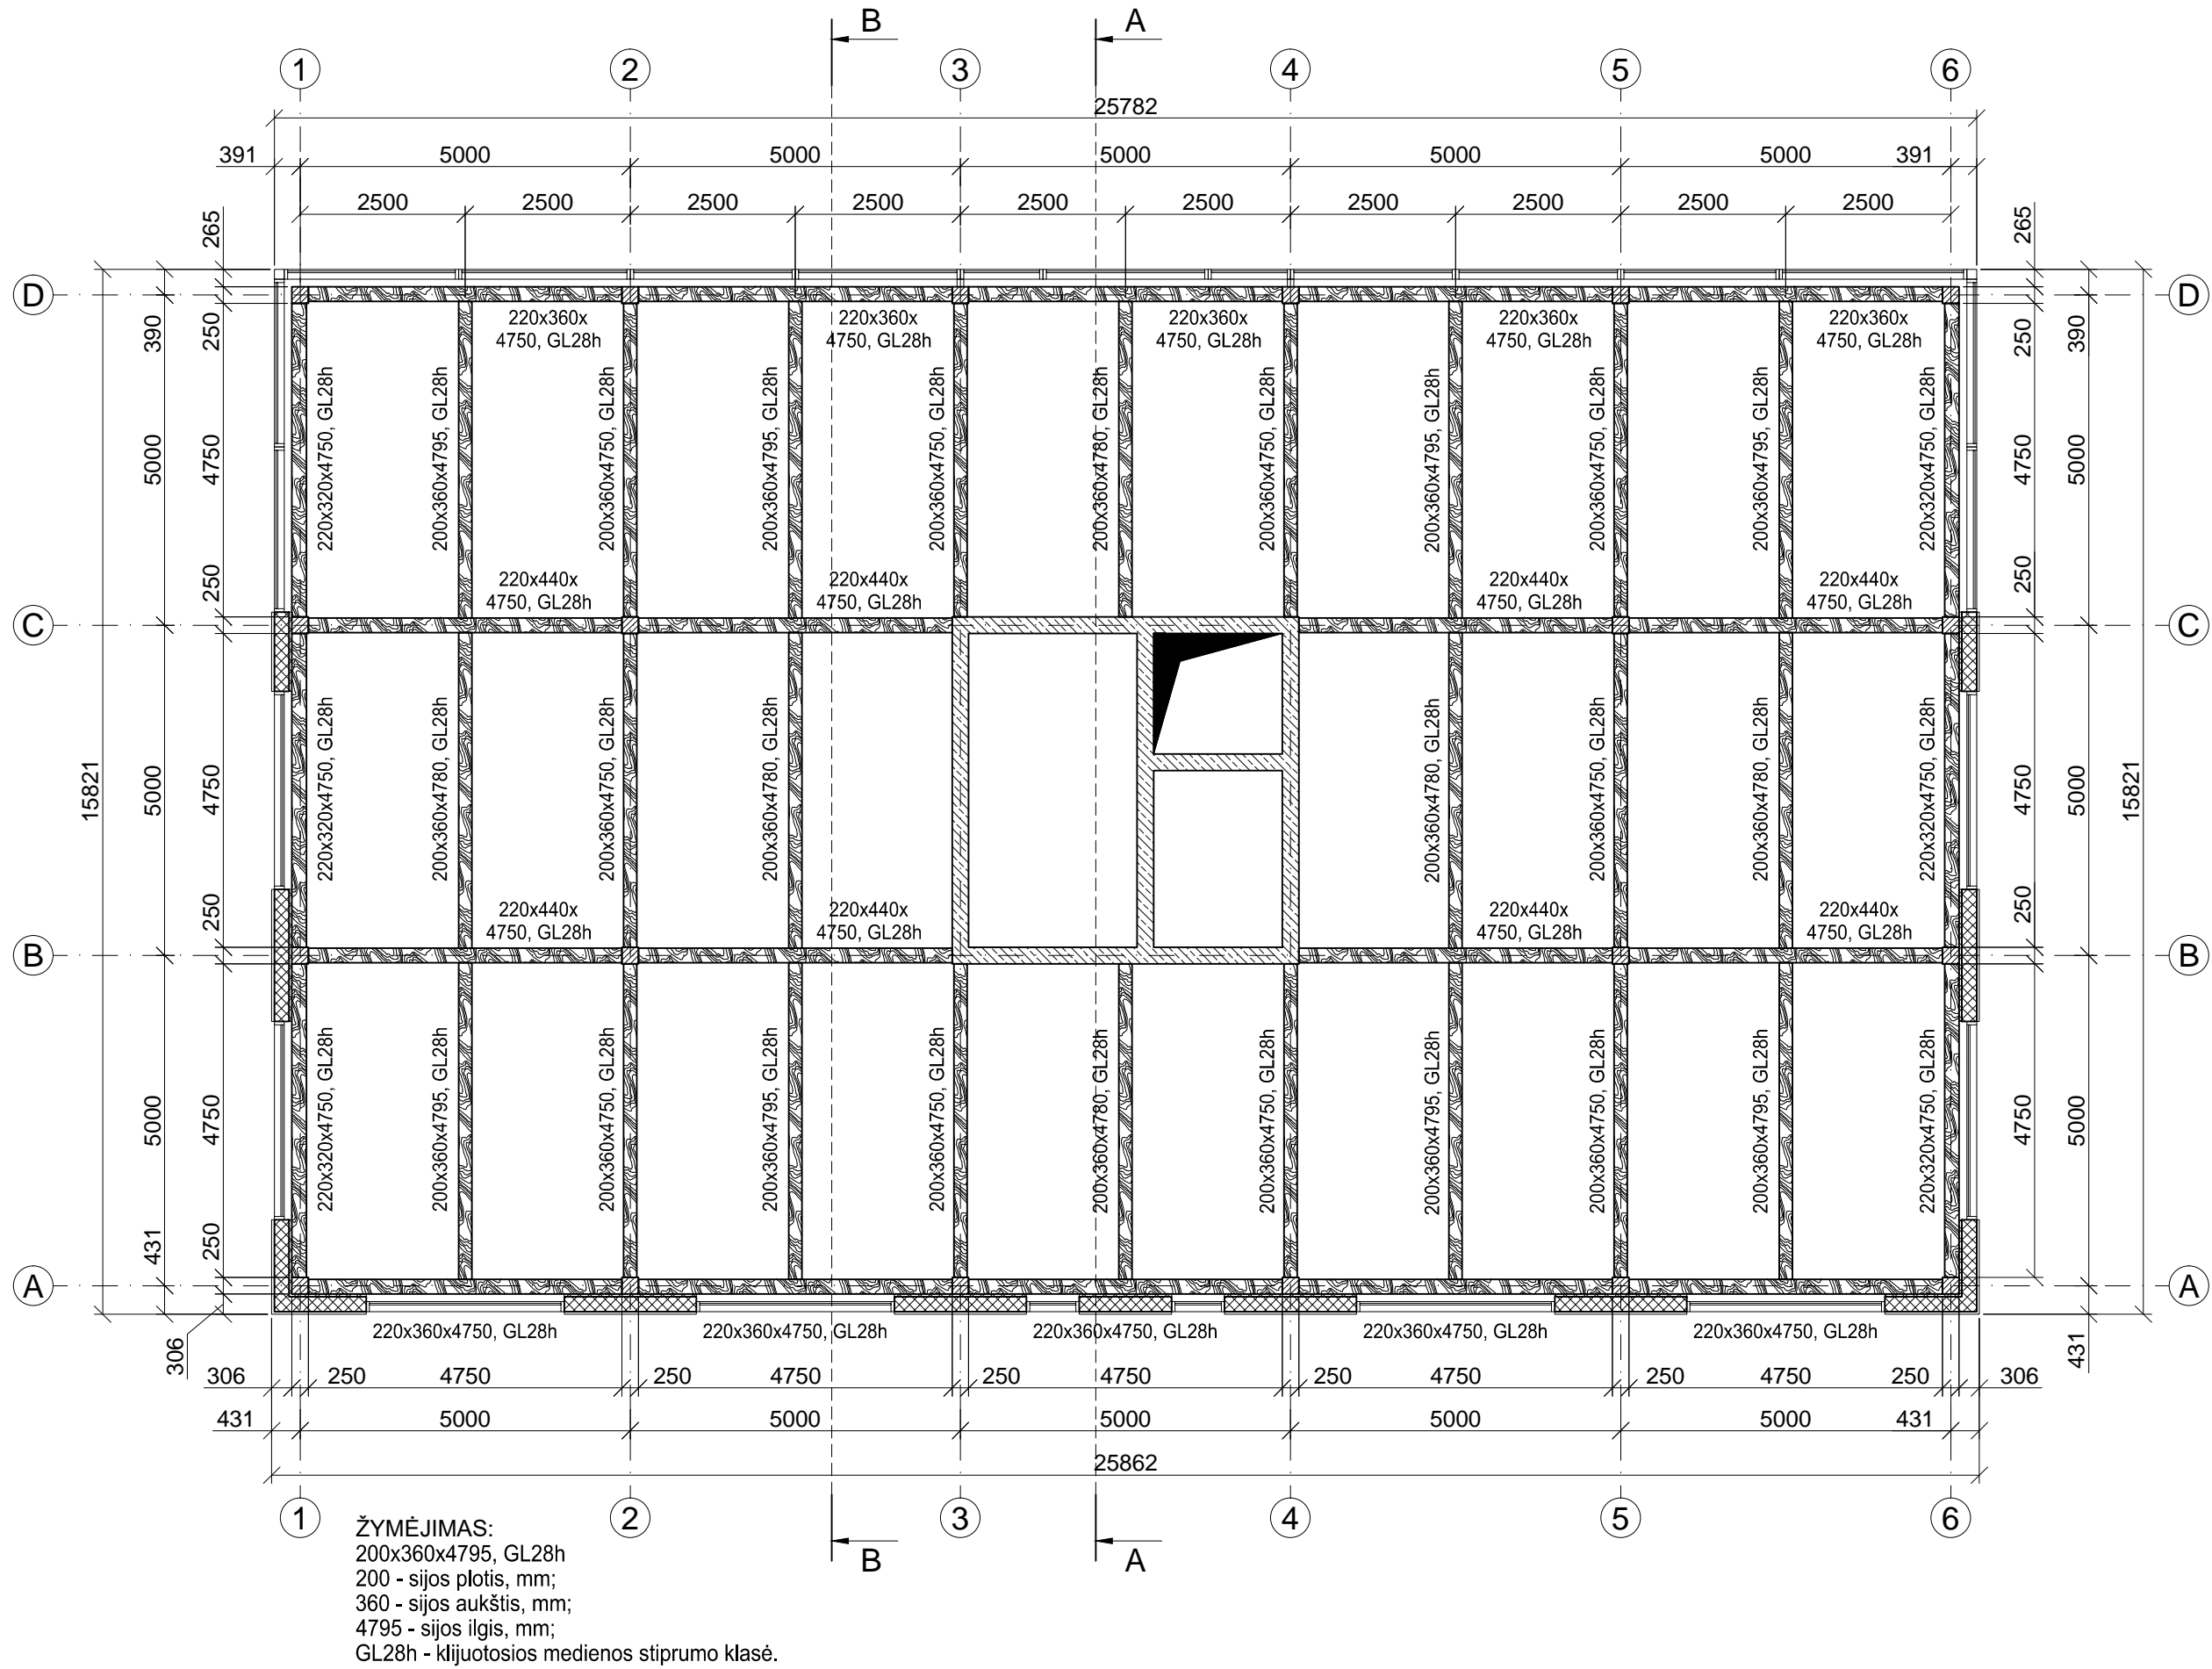 B
A
1
2
3
4
5
6
25782
391
5000
5000
5000
5000
5000
391
2500
2500
2500
2500
2500
2500
2500
2500
2500
2500
265
265
D
D
390
250
250
390
220x360x
4750, GL28h
220x360x
4750, GL28h
220x360x
4750, GL28h
220x360x
4750, GL28h
220x360x
4750, GL28h
5000
4750
220x320x4750, GL28h
200x360x4795, GL28h
200x360x4750, GL28h
200x360x4795, GL28h
200x360x4750, GL28h
200x360x4780, GL28h
200x360x4750, GL28h
200x360x4795, GL28h
200x360x4750, GL28h
200x360x4795, GL28h
220x320x4750, GL28h
4750
5000
250
220x440x
4750, GL28h
220x440x
4750, GL28h
220x440x
4750, GL28h
220x440x
4750, GL28h
250
C
C
15821
5000
4750
220x320x4750, GL28h
200x360x4780, GL28h
200x360x4750, GL28h
200x360x4780, GL28h
200x360x4780, GL28h
200x360x4750, GL28h
200x360x4780, GL28h
220x320x4750, GL28h
4750
5000
15821
250
220x440x
4750, GL28h
220x440x
4750, GL28h
220x440x
4750, GL28h
220x440x
4750, GL28h
250
B
B
5000
4750
220x320x4750, GL28h
200x360x4795, GL28h
200x360x4750, GL28h
200x360x4795, GL28h
200x360x4750, GL28h
200x360x4780, GL28h
200x360x4750, GL28h
200x360x4795, GL28h
200x360x4750, GL28h
200x360x4795, GL28h
220x320x4750, GL28h
4750
5000
431
250
A
A
306
220x360x4750, GL28h
220x360x4750, GL28h
220x360x4750, GL28h
220x360x4750, GL28h
220x360x4750, GL28h
431
306
250
4750
250
4750
250
4750
250
4750
250
4750
250
306
431
5000
5000
5000
5000
5000
431
25862
1
2
3
4
5
6
B
A
ŽYMĖJIMAS:
200x360x4795, GL28h
200 - sijos plotis, mm;
360 - sijos aukštis, mm;
4795 - sijos ilgis, mm;
GL28h - klijuotosios medienos stiprumo klasė.